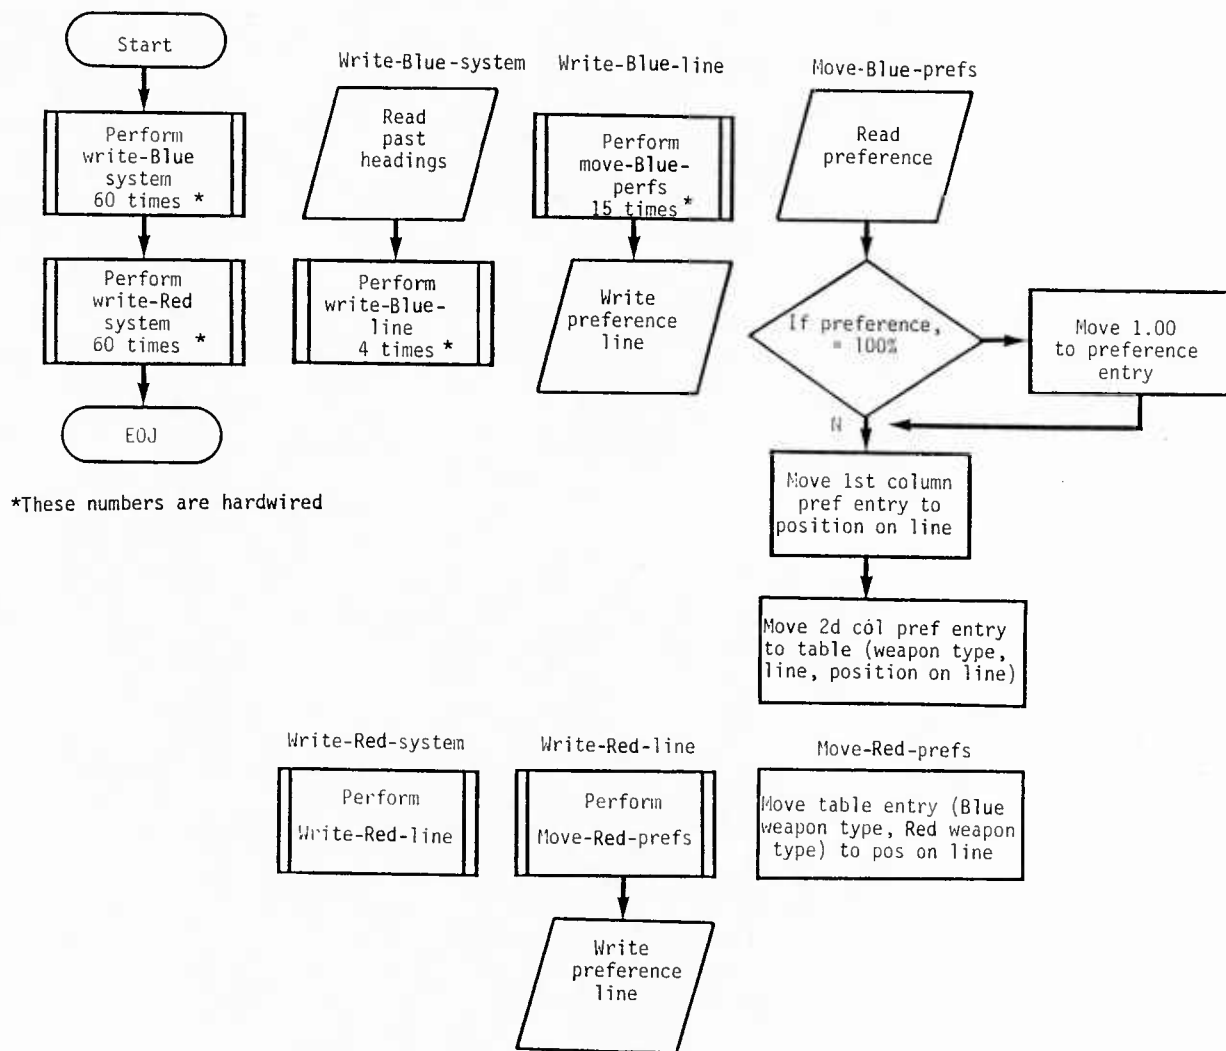 Start
Perform
write-Blue
system
60 times *
Perform
write-Red
system
60 times *
EOJ
*These numbers are hardwired
Write-Blue-system
Read
past
headings
Perform
write-Blue-
line
4 times *
Write-Blue-line
Perform
move-Blue-
perfs
15 times *
Write
preference
line
Move-Blue-prefs
Read
preference
If preference,
= 100%
N
Move 1.00
to preference
entry
Move 1st column
pref entry to
position on line
Move 2d col pref entry
to table (weapon type,
line, position on line)
Write-Red-system
Perform
Write-Red-line
Write-Red-line
Perform
Move-Red-prefs
Write
preference
line
Move-Red-prefs
Move table entry (Blue
weapon type, Red weapon
type) to pos on line